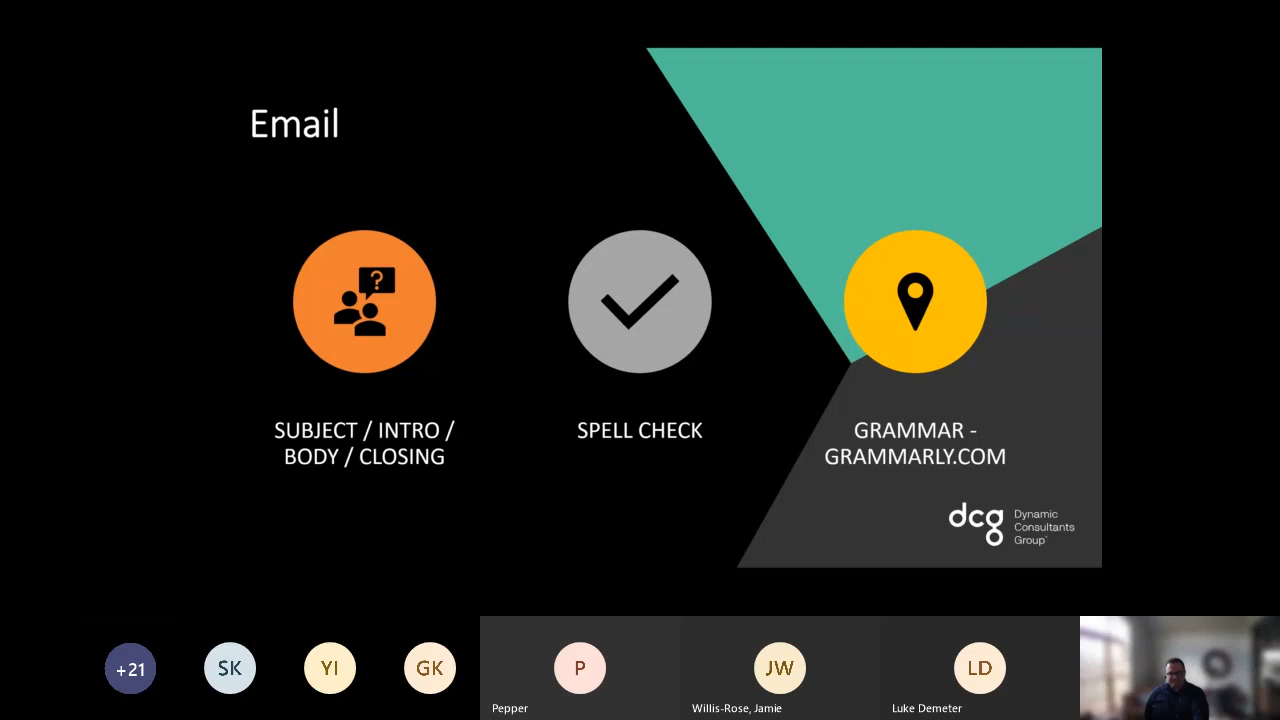 Email
?
SUBJECT / INTRO /
BODY / CLOSING
SPELL CHECK
GRAMMAR -
GRAMMARLY.COM
dcg
Dynamic
Consultants
Group
+21
SK
YI
GK
P
JW
LD
Pepper
Willis-Rose, Jamie
Luke Demeter